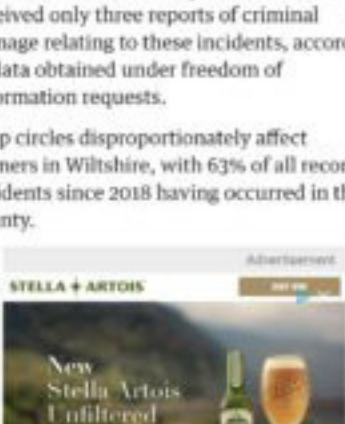 eived only three reports of criminal
nage relating to these incidents, accor
data obtained under freedom of
ormation requests.
p circles disproportionately affect
ners in Wiltshire, with 63% of all recor
idents since 2018 having occurred in th
nty.
Advertisement
STELLA ARTOIS
New
Stella Artois
Unfiltered